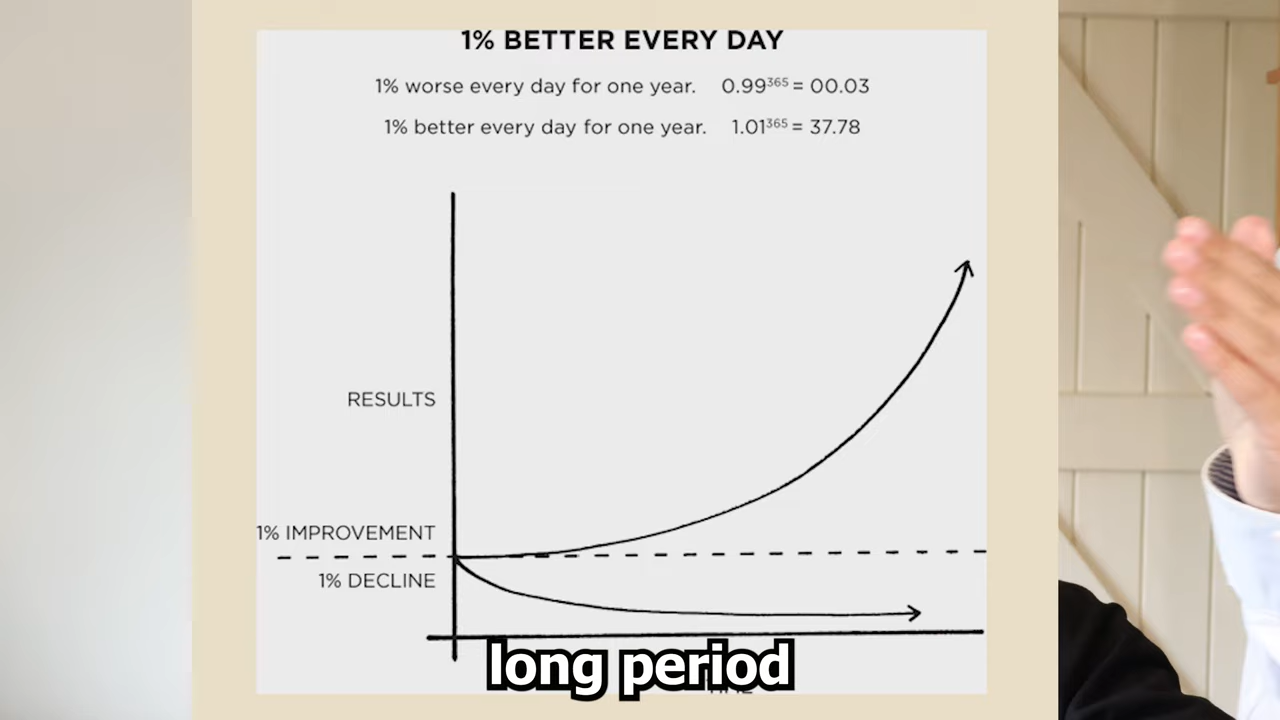 1% BETTER EVERY DAY
1% worse every day for one year. 0.99³⁶⁵ = 00.03
1% better every day for one year. 1.01³⁶⁵ = 37.78
RESULTS
1% IMPROVEMENT
1% DECLINE
long period